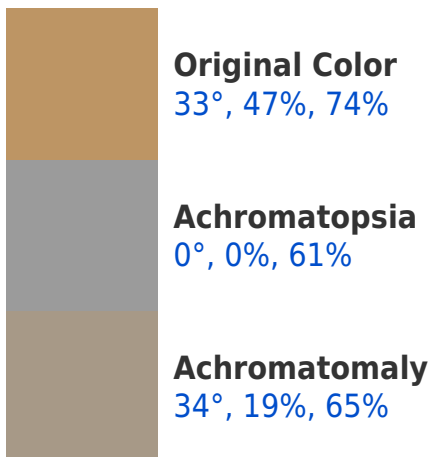 Original Color
33°, 47%, 74%
Achromatopsia
0°, 0%, 61%
Achromatomaly
34°, 19%, 65%